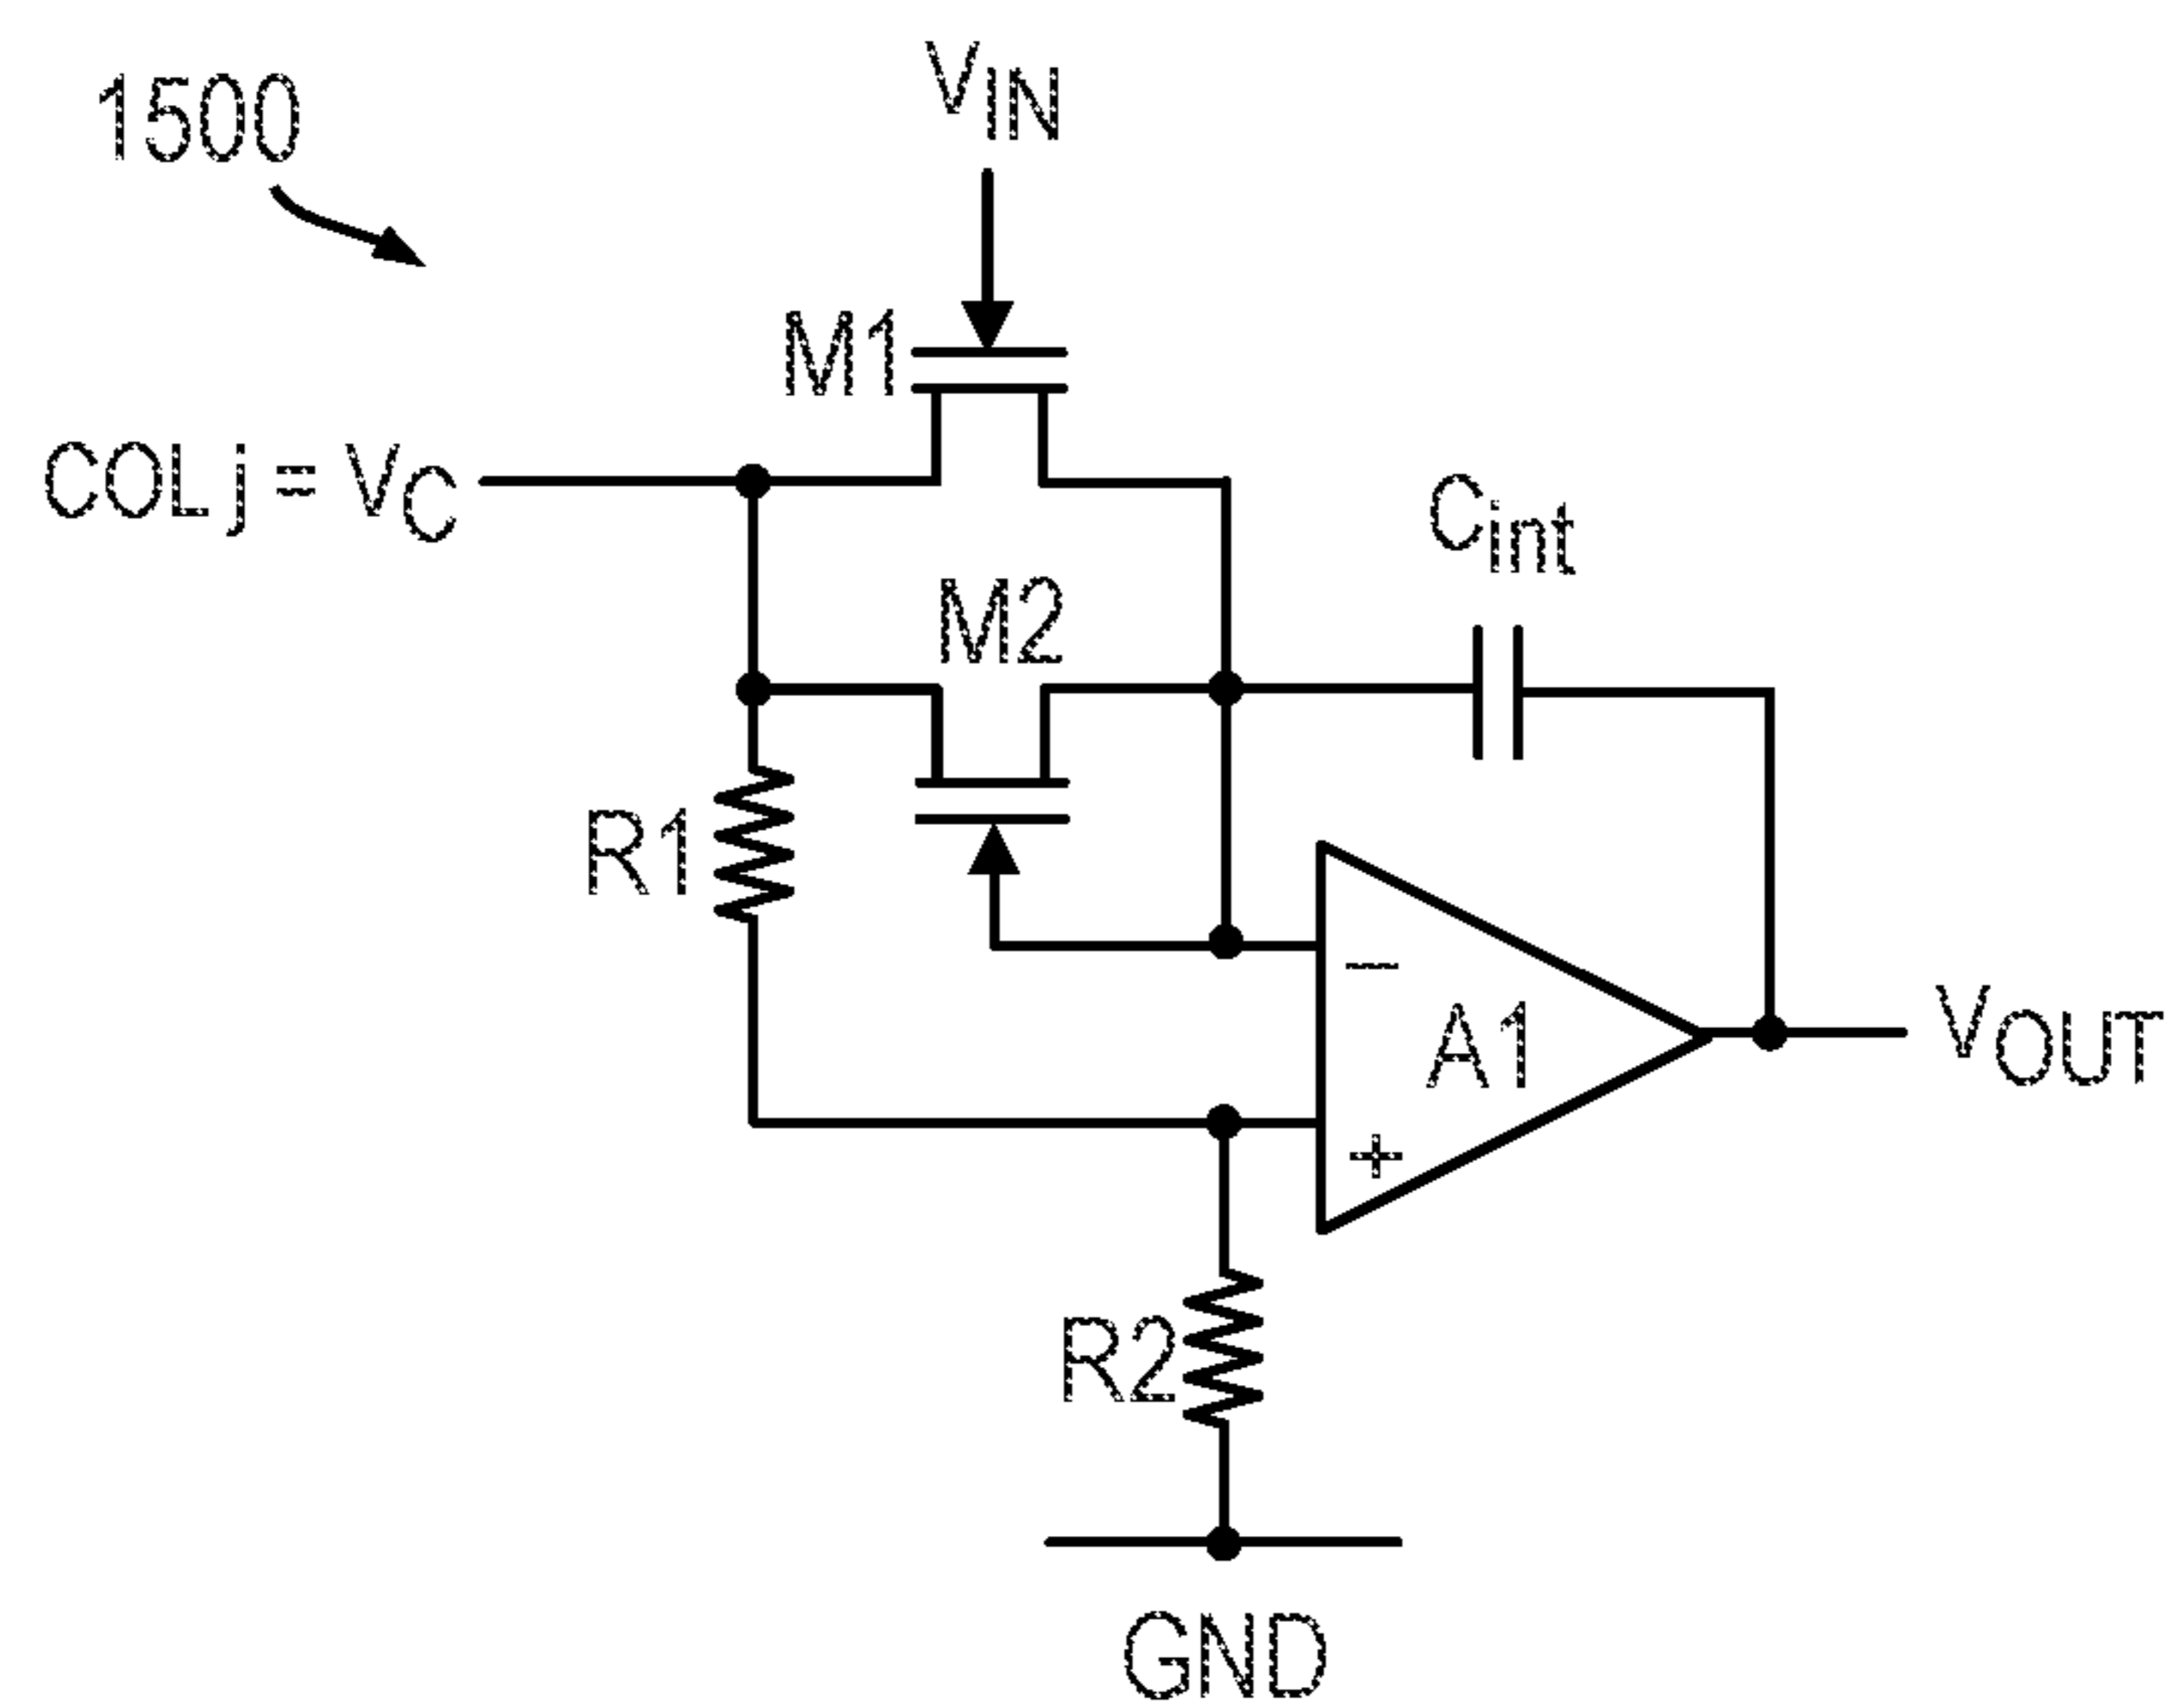 1500
VIN
M1
COL j = VC
Cint
M2
R1
−
A1
VOUT
+
R2
GND